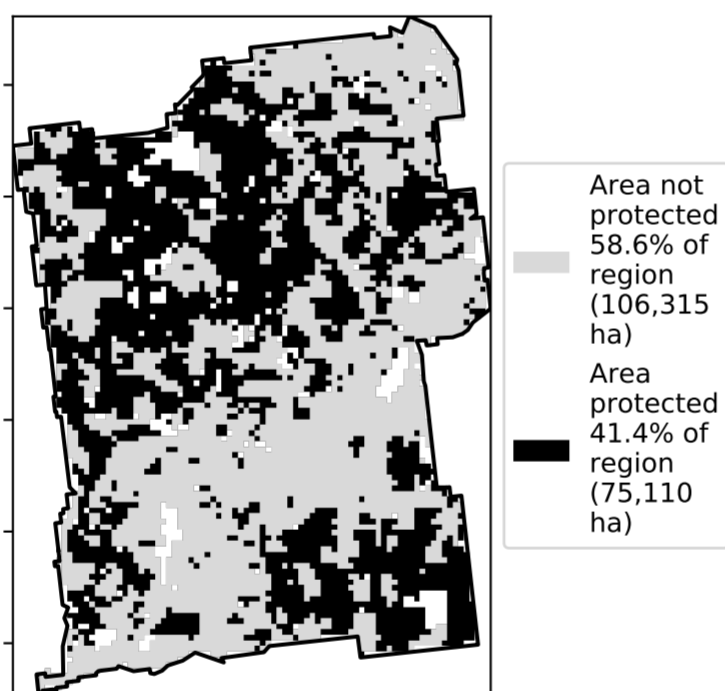 Area not
protected
58.6% of
region
(106,315
ha)
Area
protected
41.4% of
region
(75,110
ha)